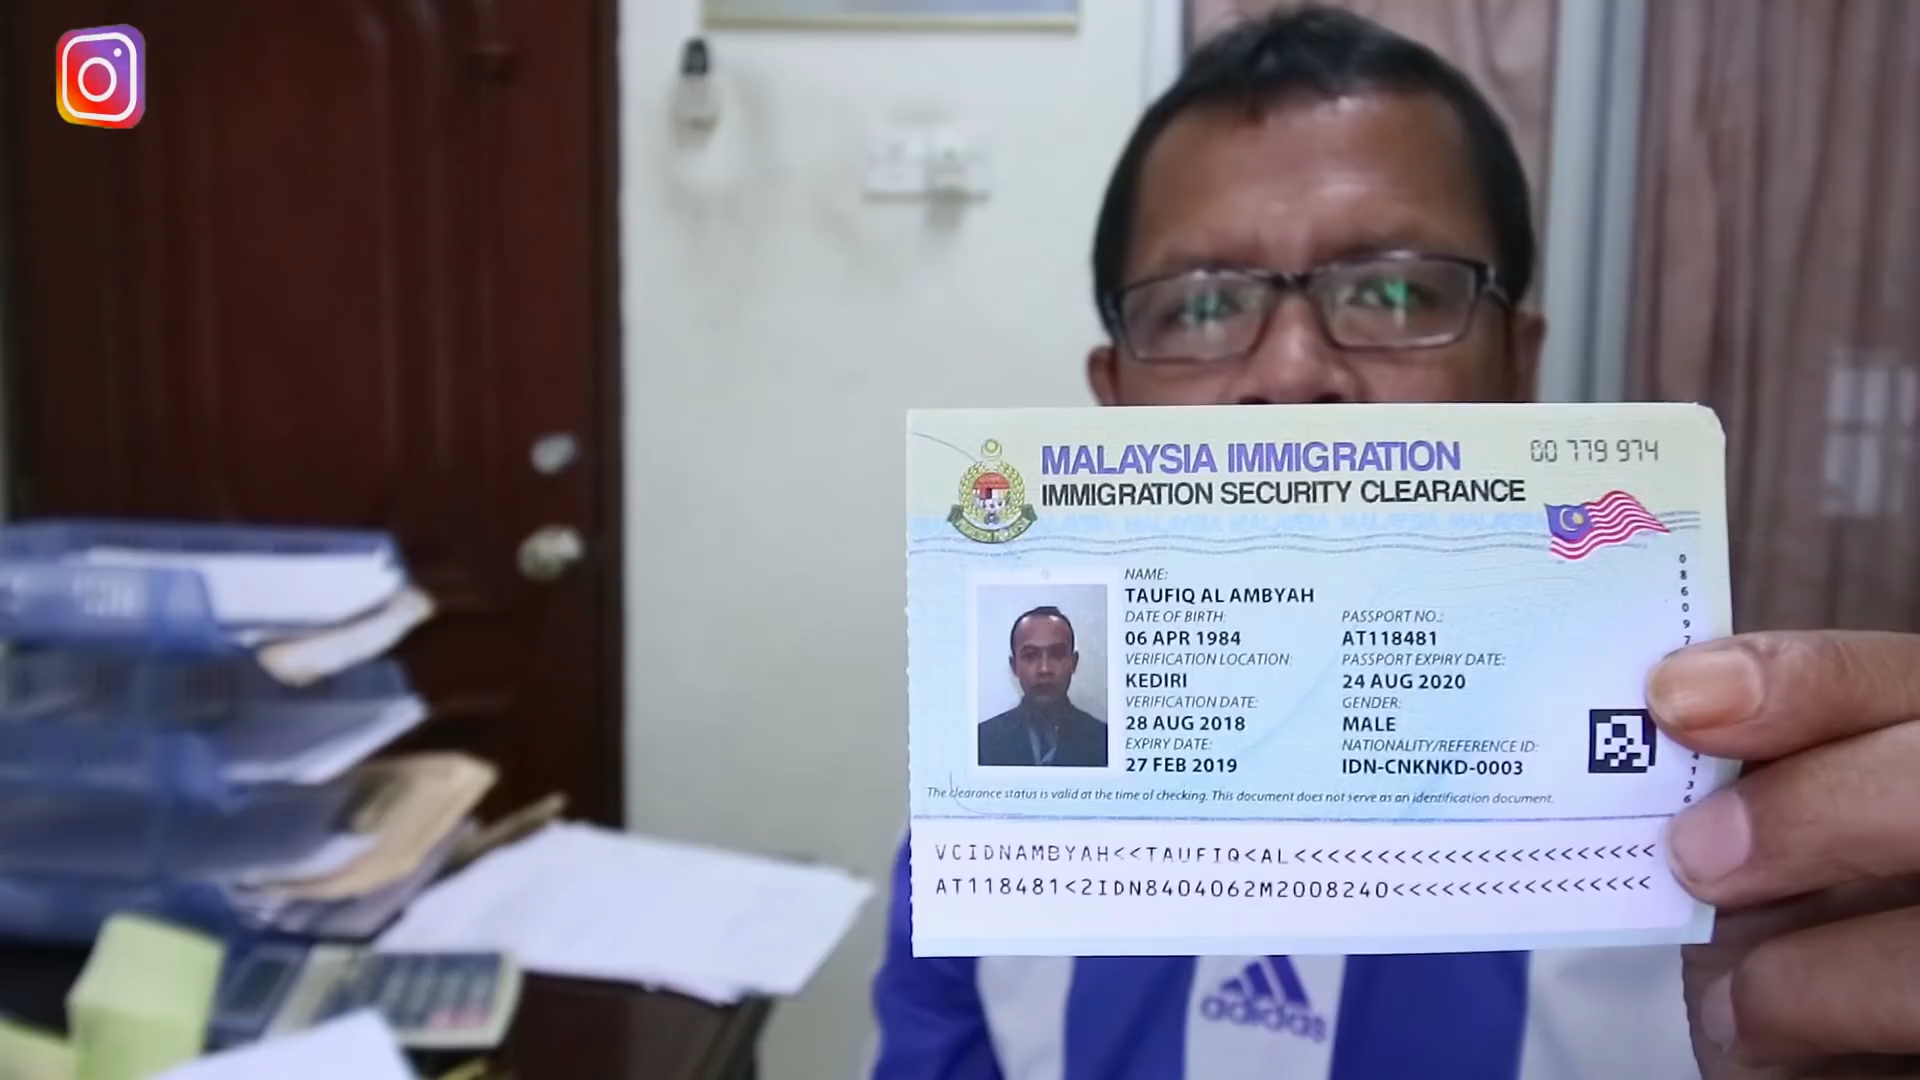 MALAYSIA IMMIGRATION
00 779 974
IMMIGRATION SECURITY CLEARANCE
NAME:
TAUFIQ AL AMBYAH
DATE OF BIRTH:
06 APR 1984
PASSPORT NO.:
AT118481
VERIFICATION LOCATION:
KEDIRI
PASSPORT EXPIRY DATE:
24 AUG 2020
VERIFICATION DATE:
28 AUG 2018
GENDER:
MALE
EXPIRY DATE:
27 FEB 2019
NATIONALITY/REFERENCE ID:
IDN-CNKNKD-0003
The clearance status is valid at the time of checking. This document does not serve as an identification document.
VCIDNAMBYAH<<TAUFIQ<AL<<<<<<<<<<<<<<<<<<<<<<
AT118481<2IDN8404062M2008240<<<<<<<<<<<<<<<<
adidas